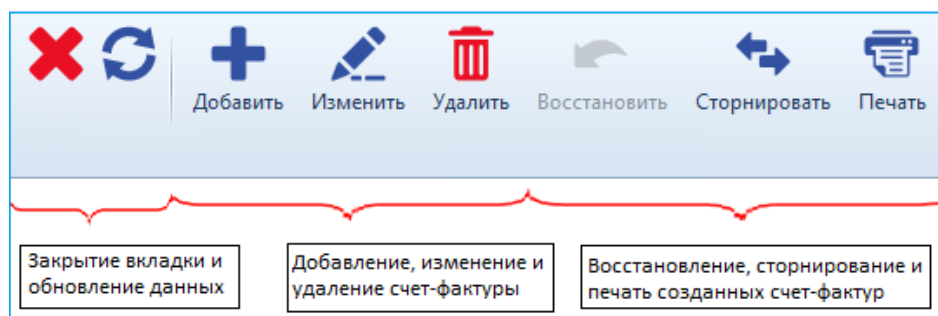 Добавить Изменить Удалить Восстановить Сторнировать Печать
Закрытие вкладки и
обновление данных
Добавление, изменение и
удаление счет-фактуры
Восстановление, сторнирование и
печать созданных счет-фактур